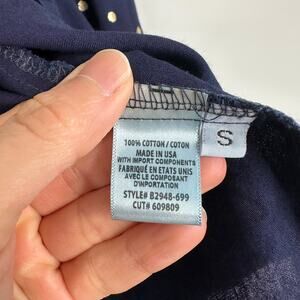 100% COTTON / COTON
MADE IN USA
WITH IMPORT COMPONENTS
FABRIQUÉ EN ETATS UNIS
AVEC LE COMPOSANT
D'INPORTATION
STYLE# B2948-699
CUT# 609809
S